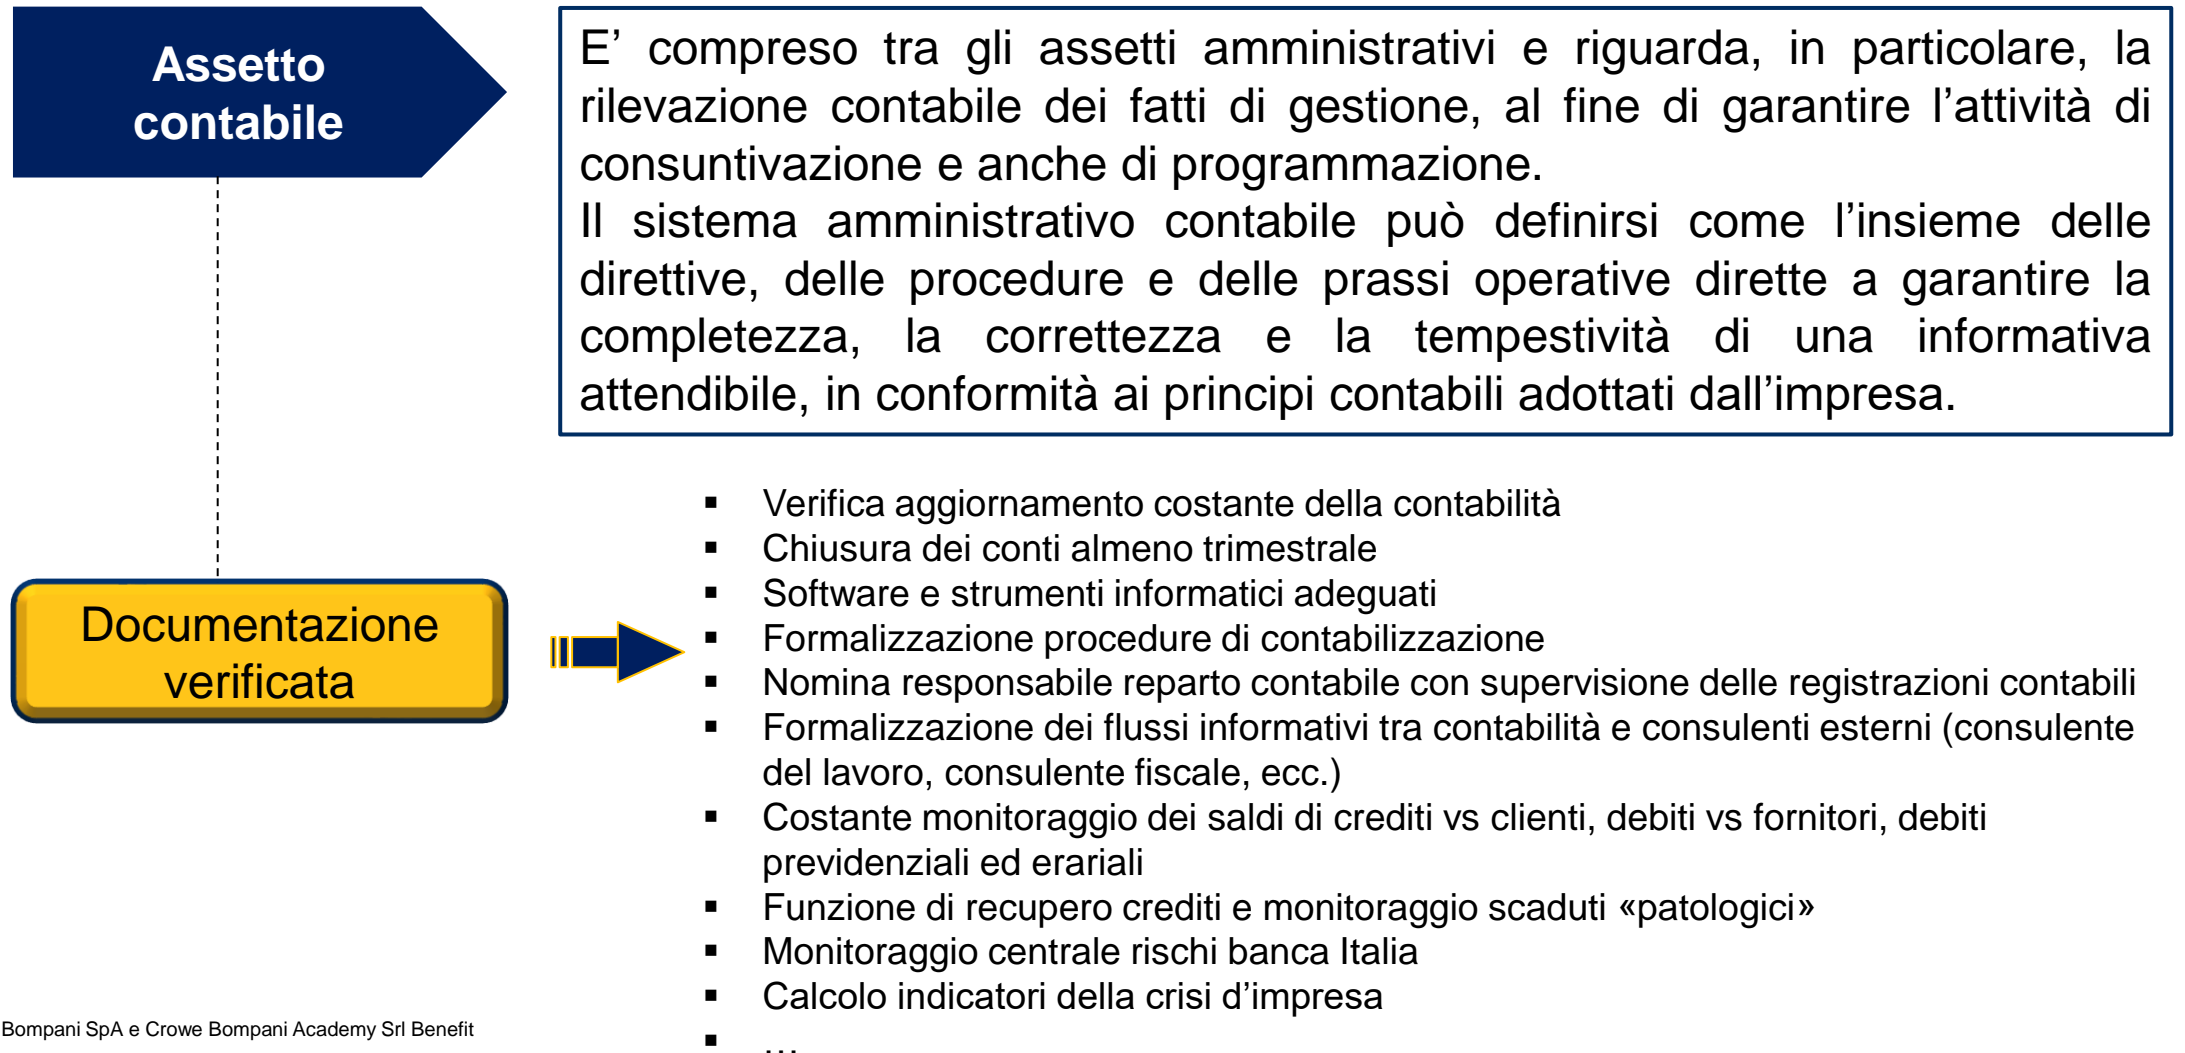 Assetto
contabile
E’ compreso tra gli assetti amministrativi e riguarda, in particolare, la
rilevazione contabile dei fatti di gestione, al fine di garantire l’attività di
consuntivazione e anche di programmazione.
Il sistema amministrativo contabile può definirsi come l’insieme delle
direttive, delle procedure e delle prassi operative dirette a garantire la
completezza, la correttezza e la tempestività di una informativa
attendibile, in conformità ai principi contabili adottati dall’impresa.
Documentazione
verificata
▪ Verifica aggiornamento costante della contabilità
▪ Chiusura dei conti almeno trimestrale
▪ Software e strumenti informatici adeguati
▪ Formalizzazione procedure di contabilizzazione
▪ Nomina responsabile reparto contabile con supervisione delle registrazioni contabili
▪ Formalizzazione dei flussi informativi tra contabilità e consulenti esterni (consulente
del lavoro, consulente fiscale, ecc.)
▪ Costante monitoraggio dei saldi di crediti vs clienti, debiti vs fornitori, debiti
previdenziali ed erariali
▪ Funzione di recupero crediti e monitoraggio scaduti «patologici»
▪ Monitoraggio centrale rischi banca Italia
▪ Calcolo indicatori della crisi d’impresa
▪ …
Bompani SpA e Crowe Bompani Academy Srl Benefit